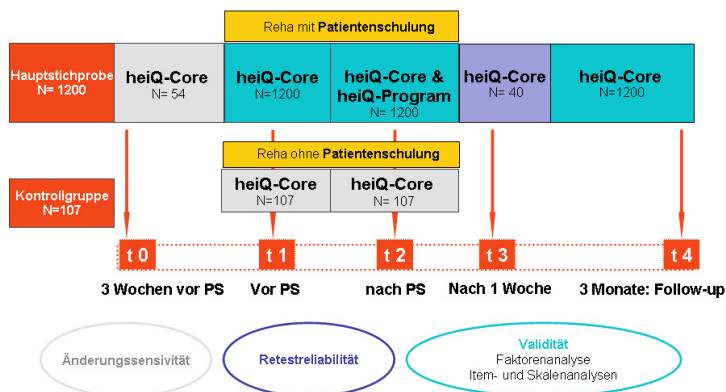 Reha mit Patientenschulung
Hauptstichprobe
N= 1200
heiQ-Core
N= 54
heiQ-Core
N=1200
heiQ-Core &
heiQ-Program
N= 1200
heiQ-Core
N= 40
heiQ-Core
N=1200
Reha ohne Patientenschulung
Kontrollgruppe
N=107
heiQ-Core
N=107
heiQ-Core
N= 107
t 0
t 1
t 2
t 3
t 4
3 Wochen vor PS
Vor PS
nach PS
Nach 1 Woche
3 Monate: Follow-up
Änderungssensivität
Retestreliabilität
Validität
Faktorenanalyse
Item- und Skalenanalysen